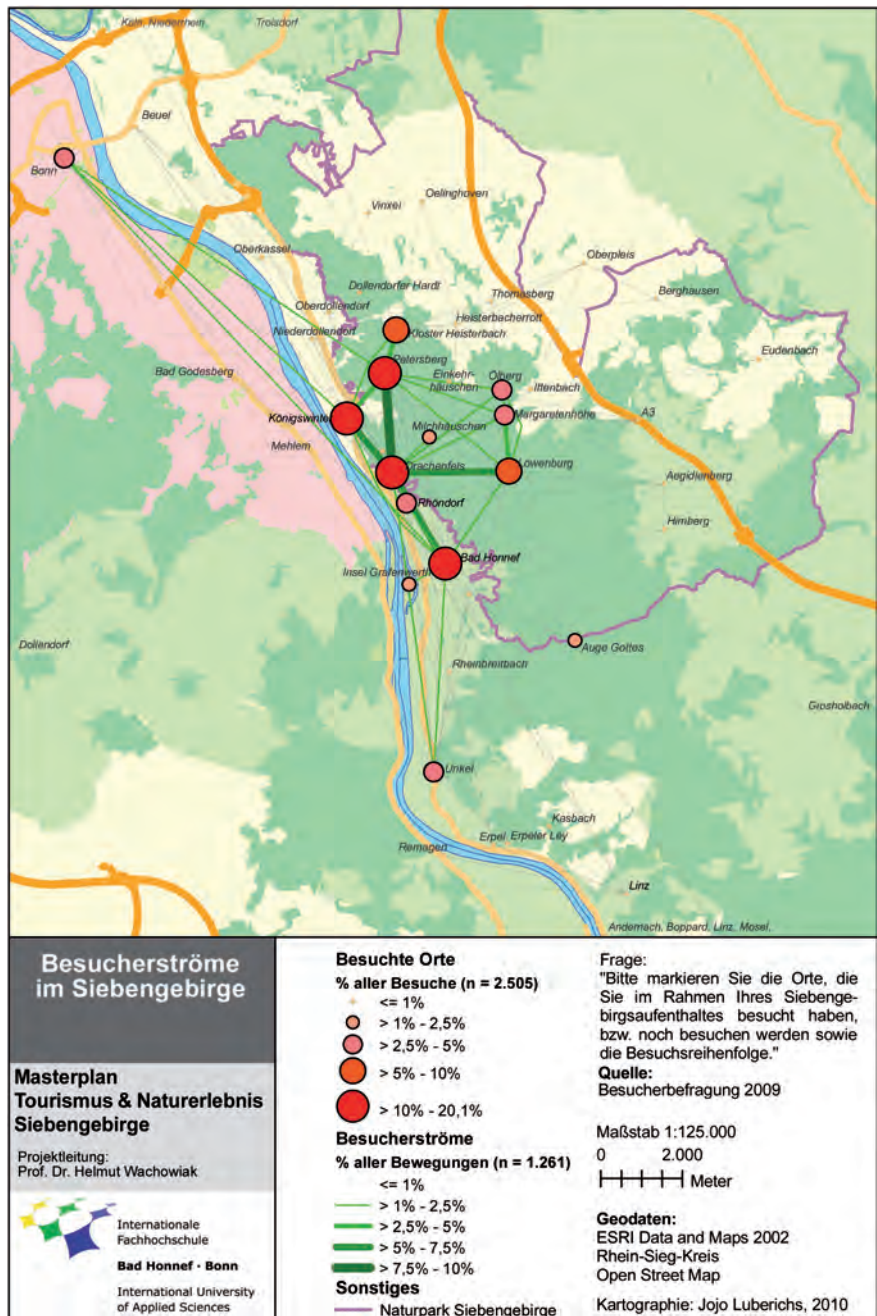 Köln, Niederrhein
Troisdorf
Beuel
Bonn
Oelinghoven
Vinxel
Oberkassel
Oberpleis
Dollendorfer Hardt
Berghausen
Oberdollendorf
Thomasberg
Heisterbacherrott
Niederdollendorf
Kloster Heisterbach
Eudenbach
Petersberg
Bad Godesberg
Einkehr-
häuschen
Ölberg
Ittenbach
Königswinter
Margaretenhöhe
A3
Milchhäuschen
Mehlem
Drachenfels
Löwenburg
Aegidienberg
Rhöndorf
Himberg
Bad Honnef
Insel Grafenwerth
Dollendorf
Auge Gottes
Rheinbreitbach
Grosholbach
Unkel
Kasbach
Erpel
Erpeler Ley
Remagen
Linz
Andernach, Boppard, Linz, Mosel,
Besucherströme
im Siebengebirge
Masterplan
Tourismus & Naturerlebnis
Siebengebirge
Projektleitung:
Prof. Dr. Helmut Wachowiak
Internationale
Fachhochschule
Bad Honnef · Bonn
International University
of Applied Sciences
Besuchte Orte
% aller Besuche (n = 2.505)
<= 1%
> 1% - 2,5%
> 2,5% - 5%
> 5% - 10%
> 10% - 20,1%
Besucherströme
% aller Bewegungen (n = 1.261)
<= 1%
> 1% - 2,5%
> 2,5% - 5%
> 5% - 7,5%
> 7,5% - 10%
Sonstiges
Naturpark Siebengebirge
Frage:
"Bitte markieren Sie die Orte, die
Sie im Rahmen Ihres Siebenge-
birgsaufenthaltes besucht haben,
bzw. noch besuchen werden sowie
die Besuchsreihenfolge."
Quelle:
Besucherbefragung 2009
Maßstab 1:125.000
0 2.000
Meter
Geodaten:
ESRI Data and Maps 2002
Rhein-Sieg-Kreis
Open Street Map
Kartographie: Jojo Luberichs, 2010